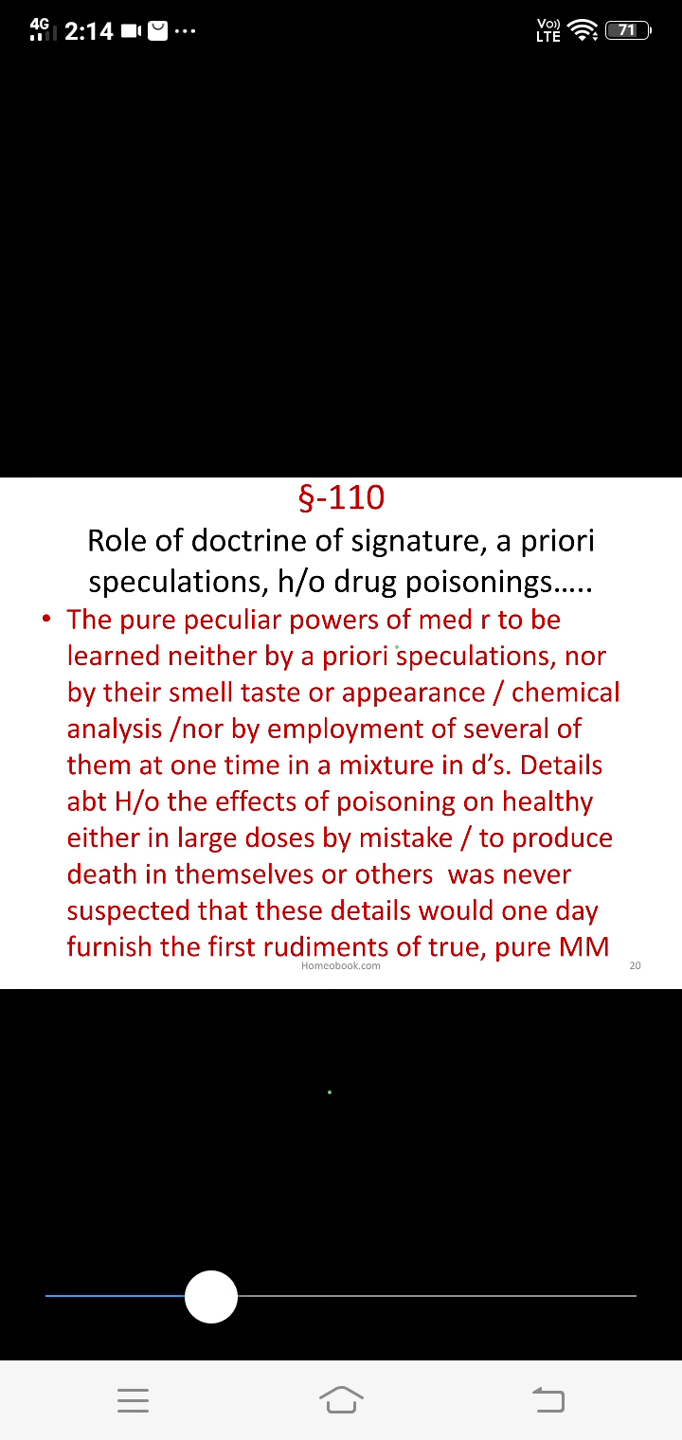 4G 2:14 ... Vo)) LTE 71
§-110
Role of doctrine of signature, a priori
speculations, h/o drug poisonings…..
• The pure peculiar powers of med r to be
learned neither by a priori speculations, nor
by their smell taste or appearance / chemical
analysis /nor by employment of several of
them at one time in a mixture in d’s. Details
abt H/o the effects of poisoning on healthy
either in large doses by mistake / to produce
death in themselves or others was never
suspected that these details would one day
furnish the first rudiments of true, pure MM
Homeobook.com 20